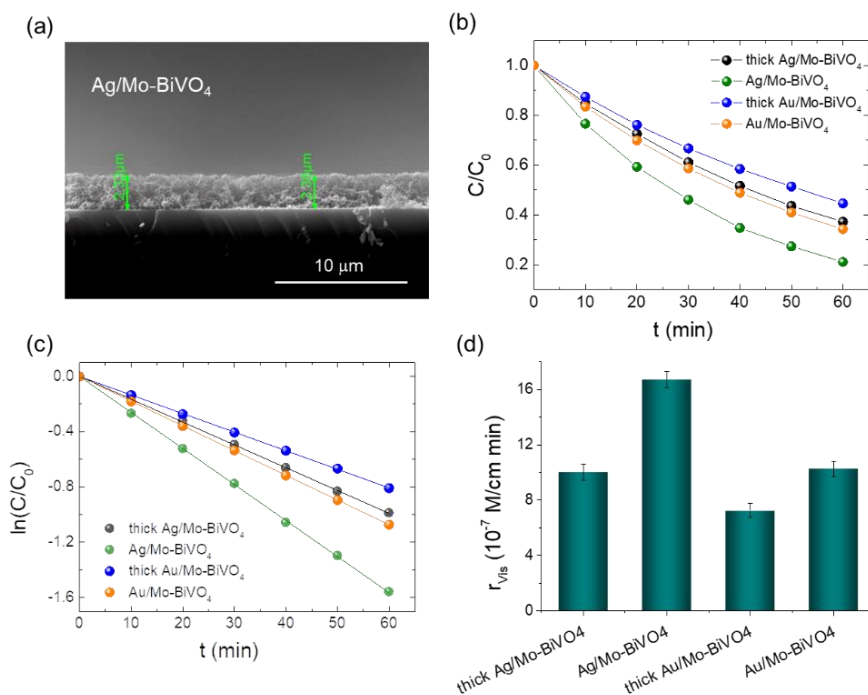 (a)
Ag/Mo-BiVO₄
10 μm
(b)
C/C₀
1.0
0.8
0.6
0.4
0.2
thick Ag/Mo-BiVO₄
Ag/Mo-BiVO₄
thick Au/Mo-BiVO₄
Au/Mo-BiVO₄
0 10 20 30 40 50 60
t (min)
(c)
ln(C/C₀)
0.0
-0.4
-0.8
-1.2
-1.6
thick Ag/Mo-BiVO₄
Ag/Mo-BiVO₄
thick Au/Mo-BiVO₄
Au/Mo-BiVO₄
0 10 20 30 40 50 60
t (min)
(d)
r_Vis (10⁻⁷ M/cm min)
16
12
8
4
0
thick Ag/Mo-BiVO4
Ag/Mo-BiVO4
thick Au/Mo-BiVO4
Au/Mo-BiVO4